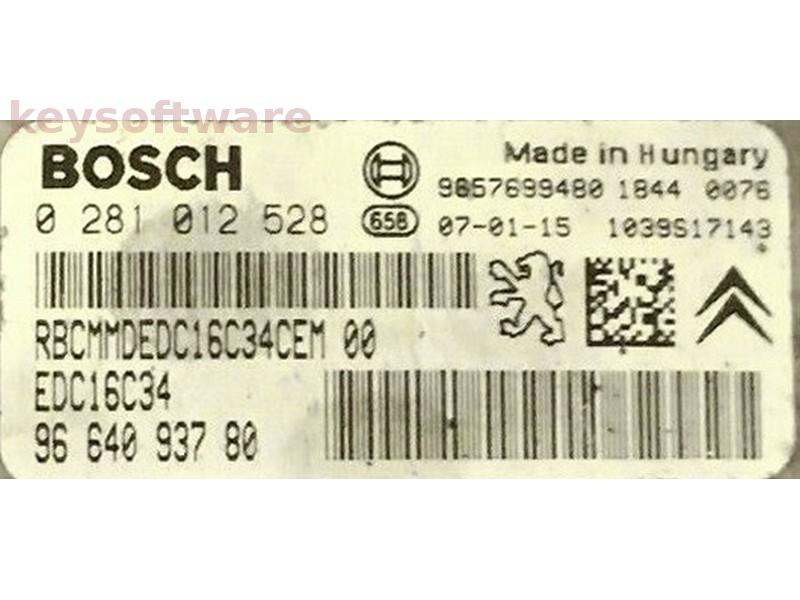 keysoftware
BOSCH
Made in Hungary
9657699480 1844 0076
0 281 012 528
658 07-01-15 1039S17143
RBCMMDEDC16C34CEM 00
EDC16C34
96 640 937 80